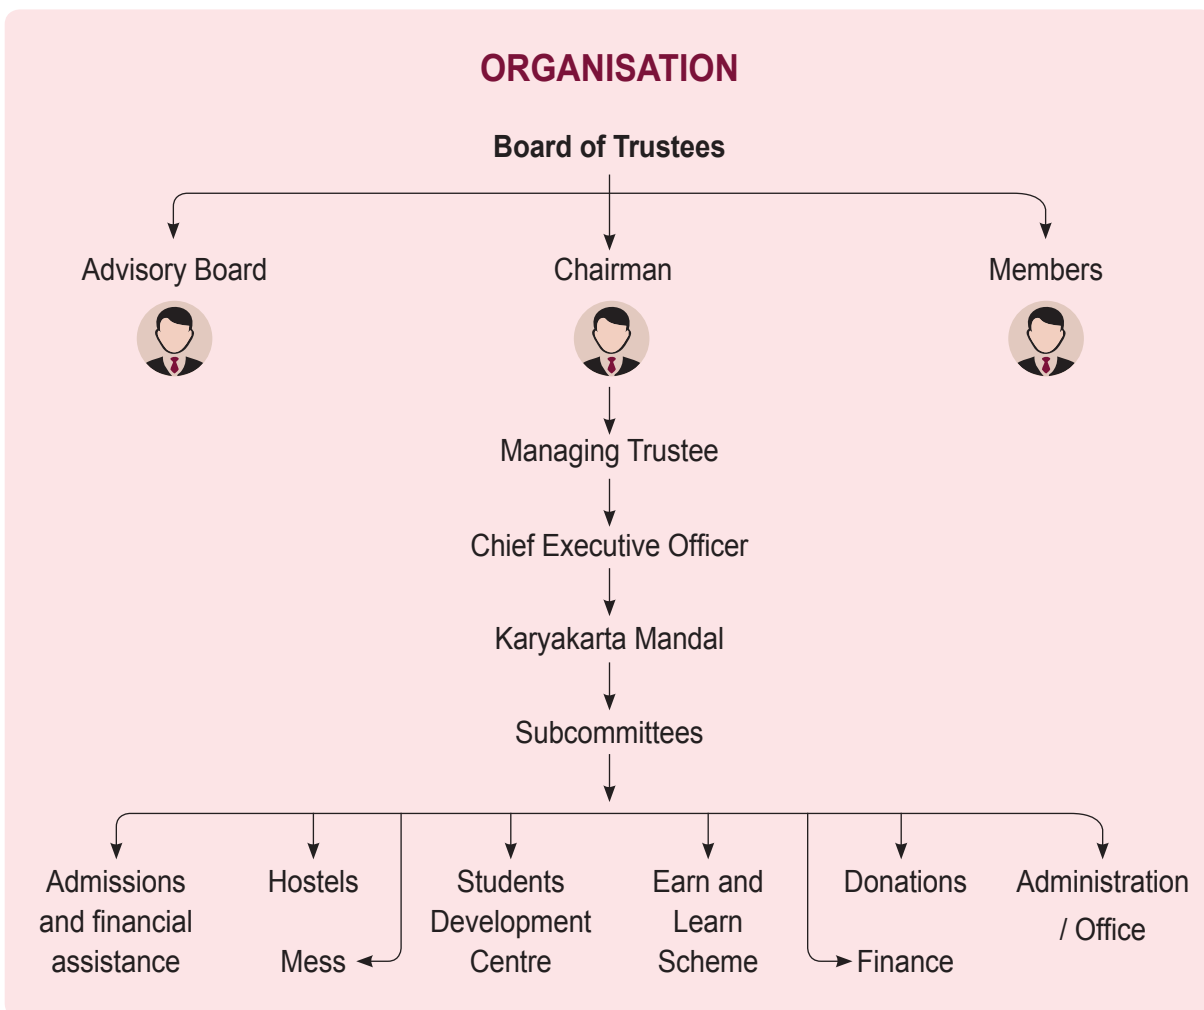 ORGANISATION
Board of Trustees
Advisory Board
Chairman
Members
Managing Trustee
Chief Executive Officer
Karyakarta Mandal
Subcommittees
Admissions
and financial
assistance
Hostels
Mess
Students
Development
Centre
Earn and
Learn
Scheme
Donations
Finance
Administration
/ Office